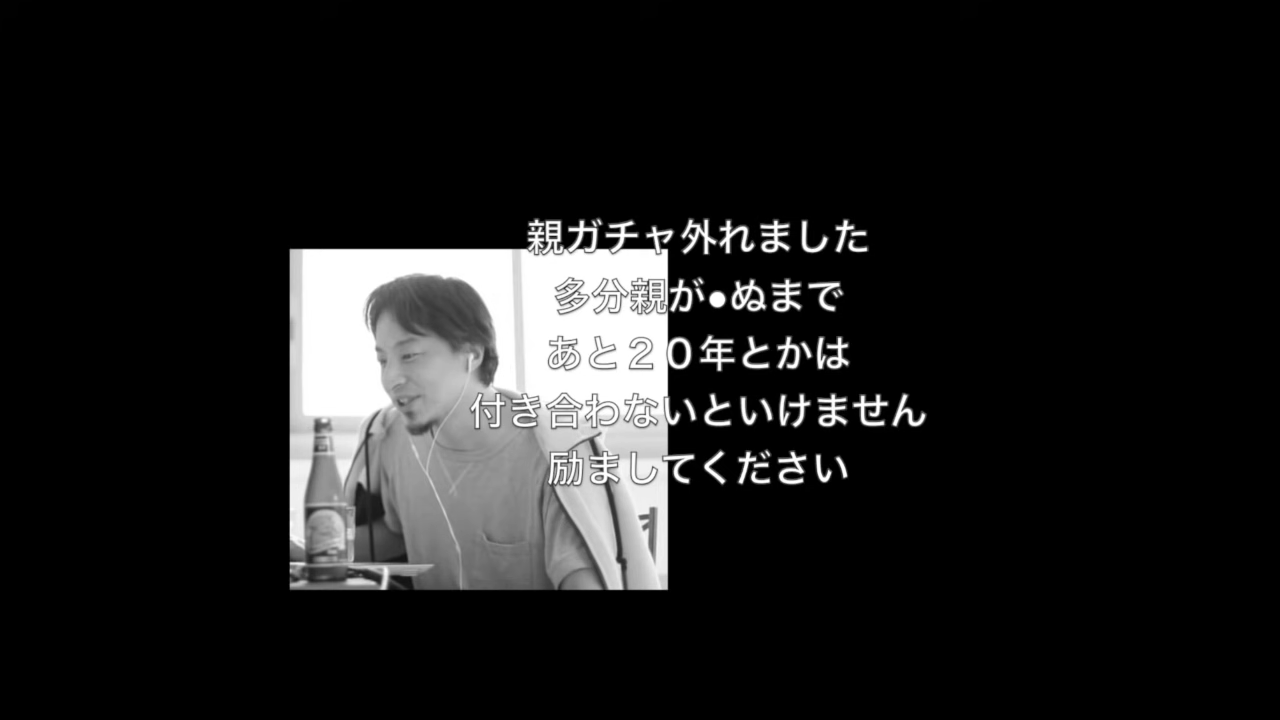 親ガチャ外れました
多分親が●ぬまで
あと２０年とかは
付き合わないといけません
励ましてください